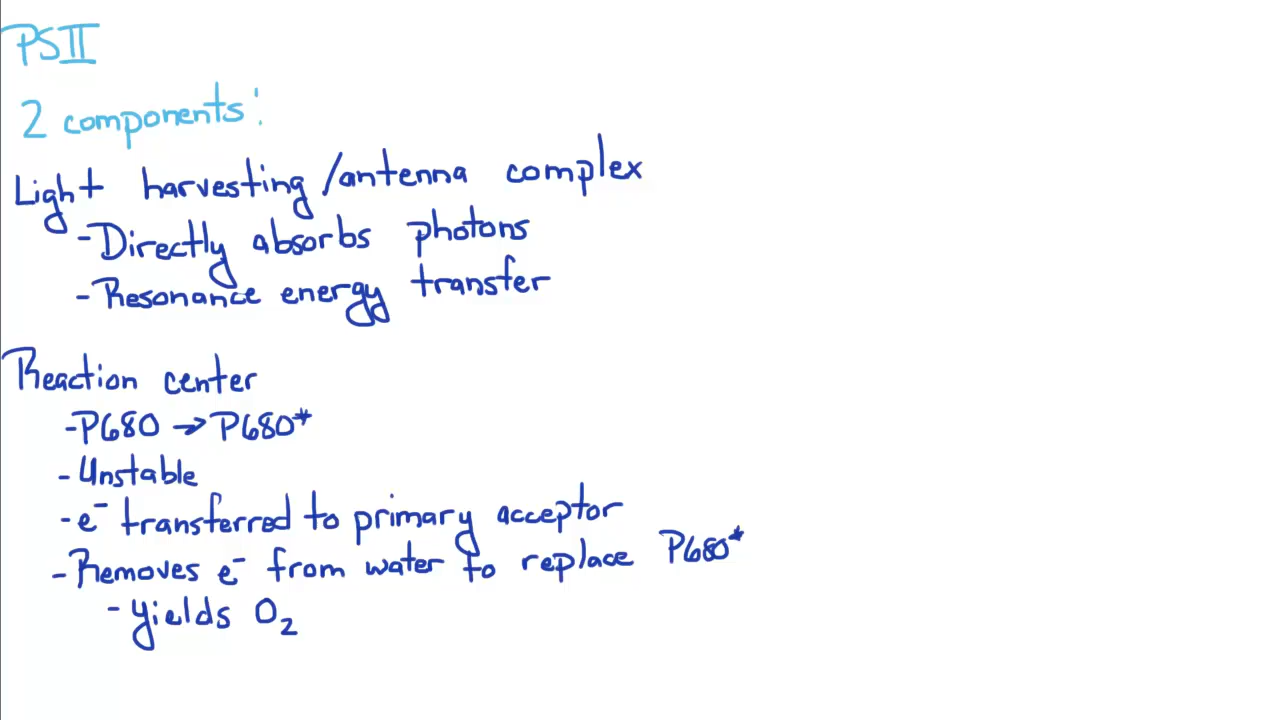 PSII
2 components:
Light harvesting/antenna complex
- Directly absorbs photons
- Resonance energy transfer
Reaction center
- P680 → P680*
- Unstable
- e⁻ transferred to primary acceptor
- Removes e⁻ from water to replace P680*
- yields O₂